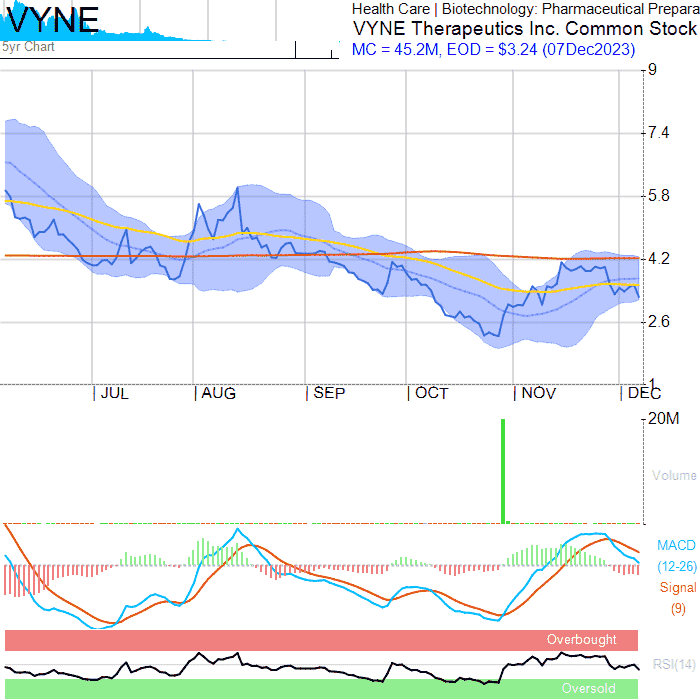 VYNE
5yr Chart
Health Care | Biotechnology: Pharmaceutical Prepara
VYNE Therapeutics Inc. Common Stock
MC = 45.2M, EOD = $3.24 (07Dec2023)
9
7.4
5.8
4.2
2.6
1
JUL AUG SEP OCT NOV DEC
20M
Volume
MACD
(12-26)
Signal
(9)
Overbought
RSI(14)
Oversold